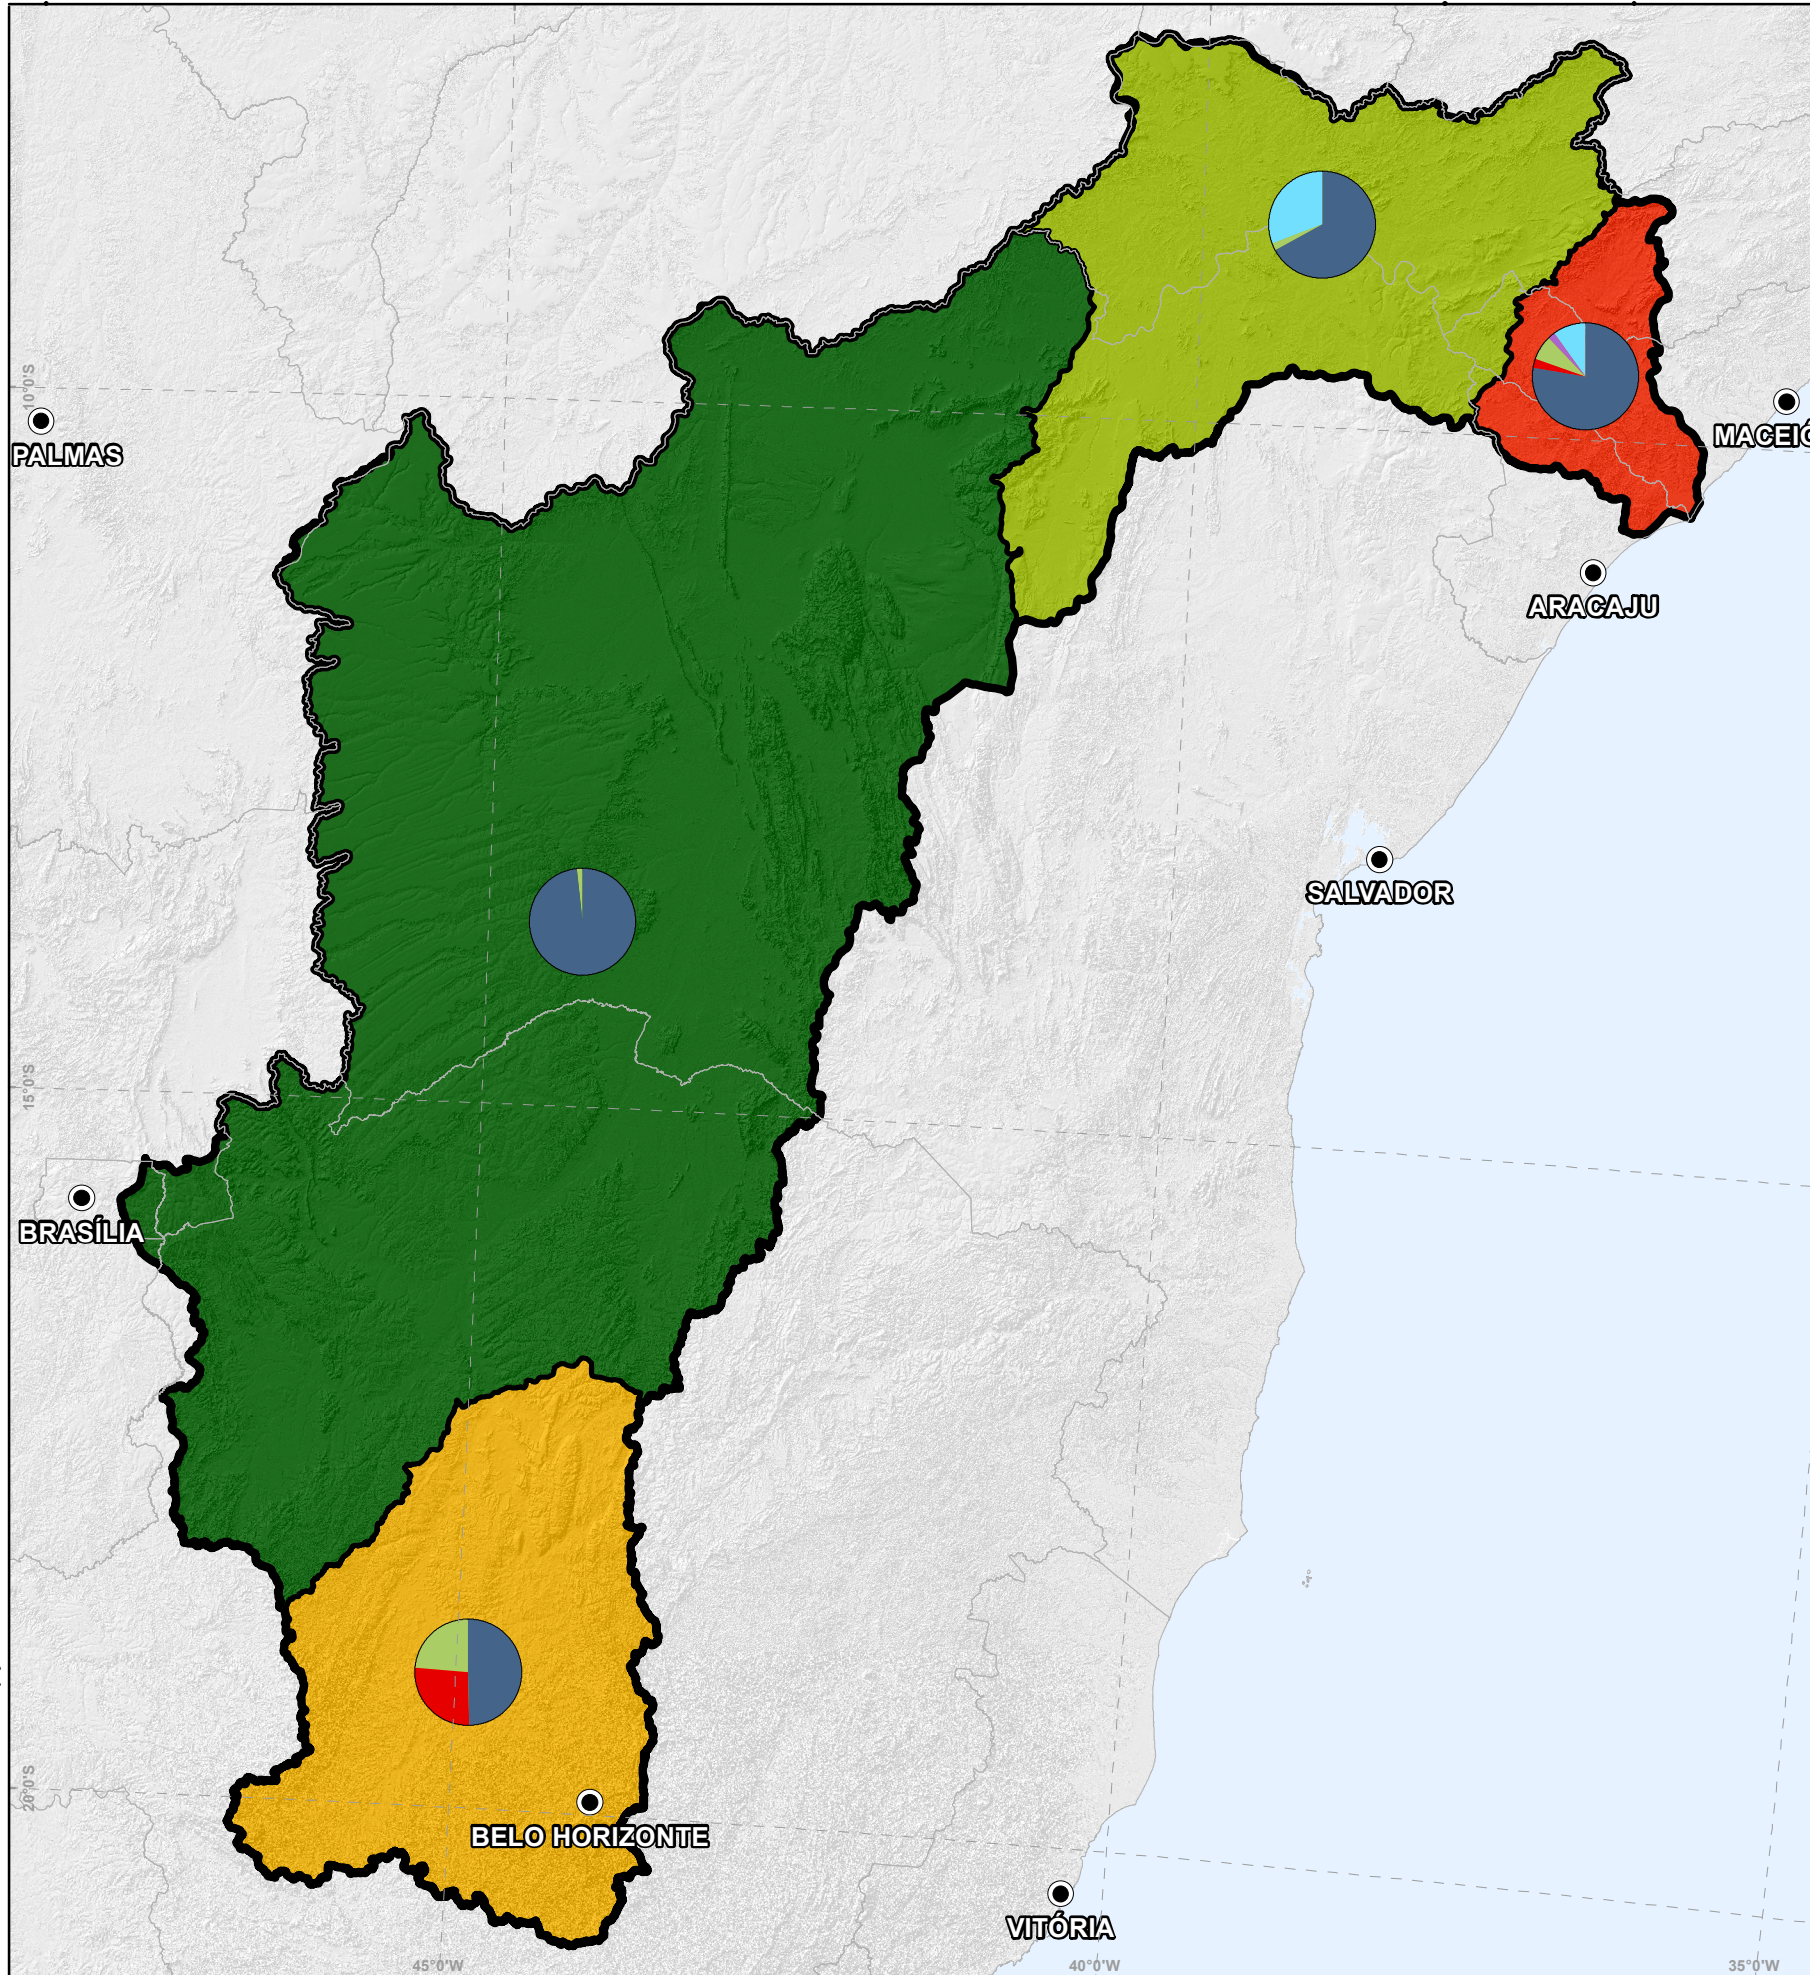 10°0'S
PALMAS
MACEIÓ
ARACAJU
SALVADOR
15°0'S
BRASÍLIA
20°0'S
BELO HORIZONTE
VITÓRIA
45°0'W
40°0'W
35°0'W